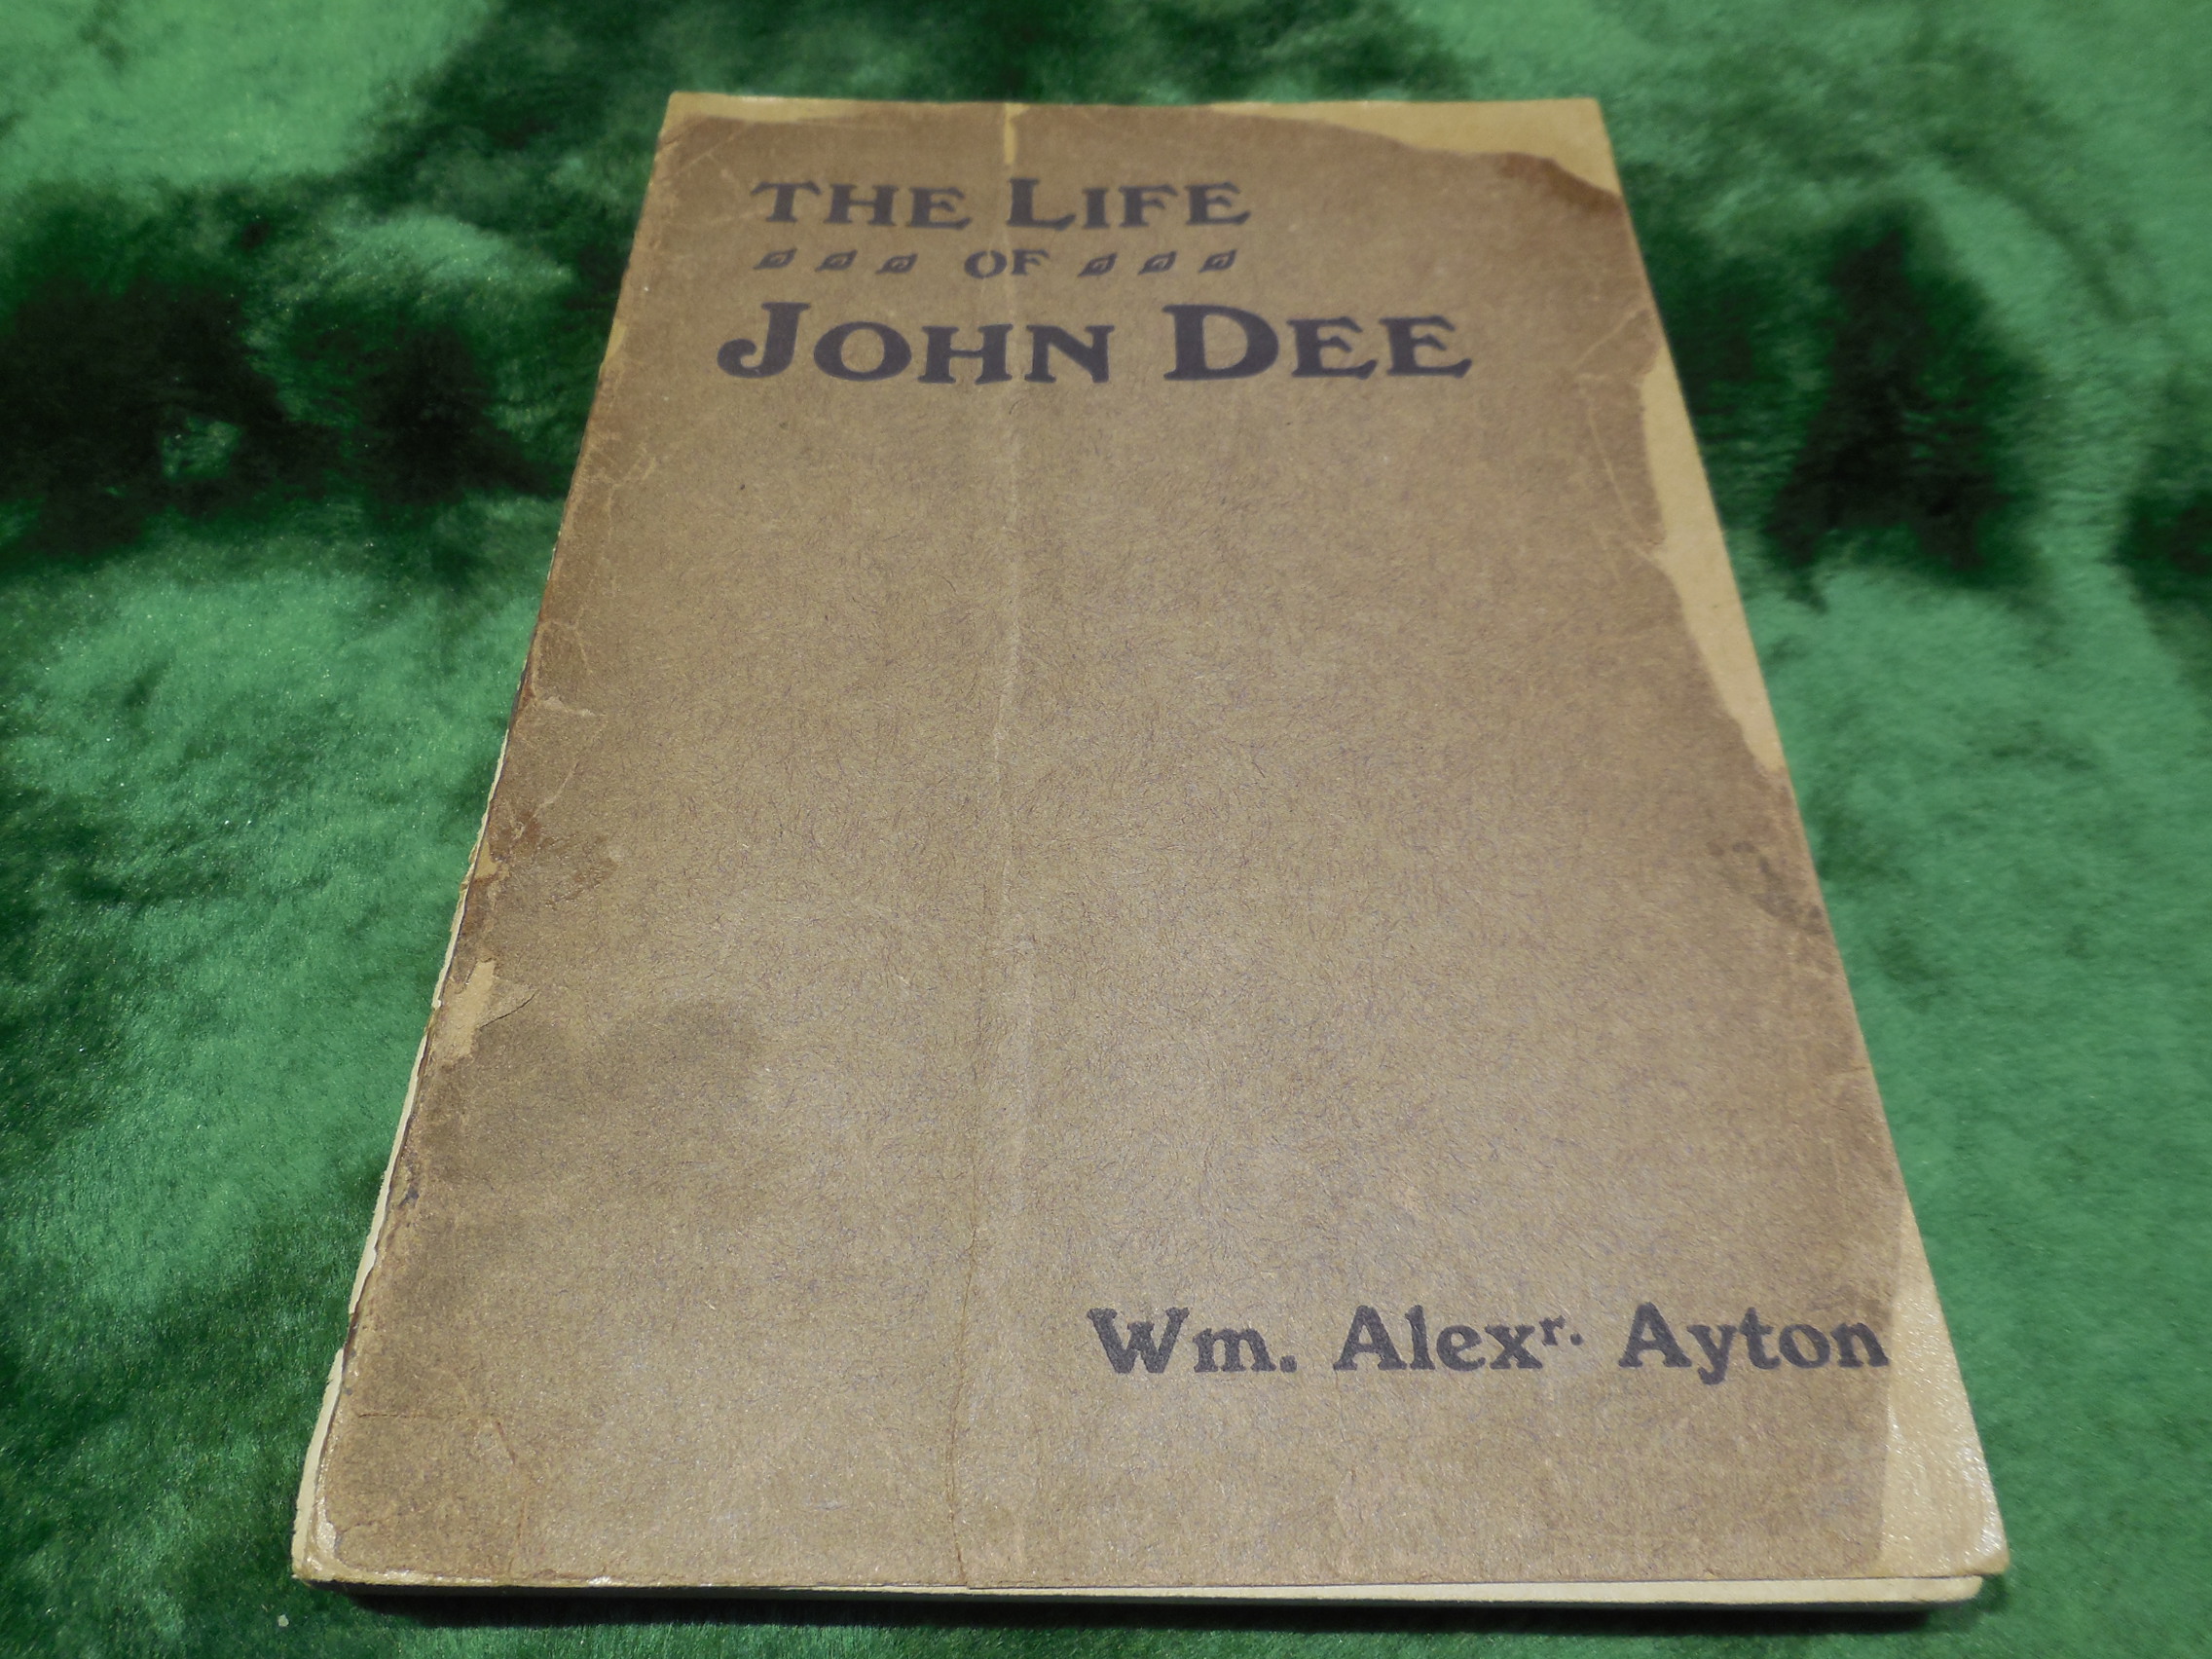 THE LIFE
OF
JOHN DEE
Wm. Alexr. Ayton